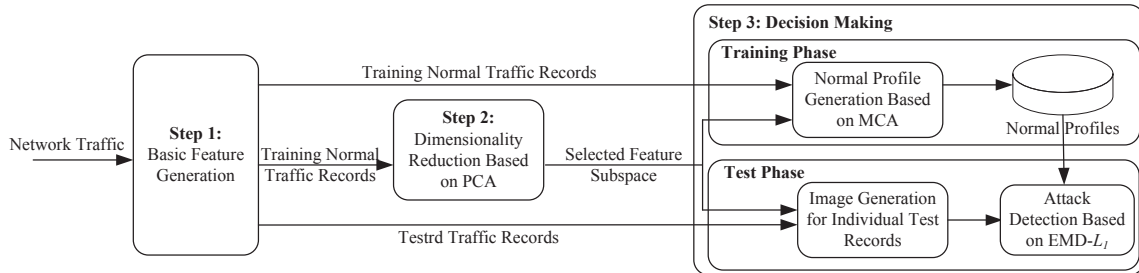 Step 3: Decision Making
Training Phase
Training Normal Traffic Records
Normal Profile
Generation Based
on MCA
Normal Profiles
Network Traffic
Step 1:
Basic Feature
Generation
Training Normal
Traffic Records
Step 2:
Dimensionality
Reduction Based
on PCA
Selected Feature
Subspace
Test Phase
Image Generation
for Individual Test
Records
Attack
Detection Based
on EMD-L1
Testrd Traffic Records